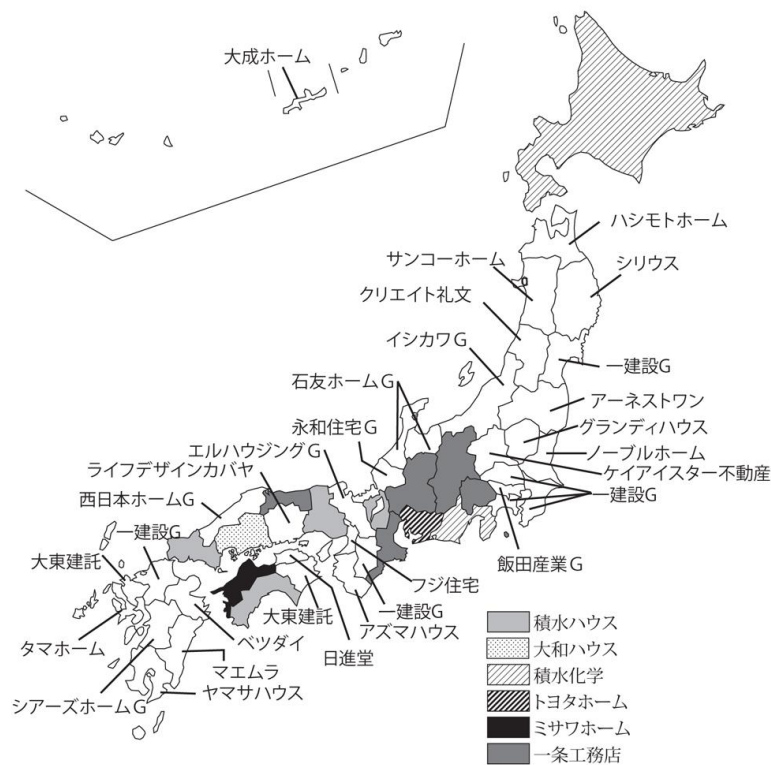 大成ホーム
ハシモトホーム
サンコーホーム
シリウス
クリエイト礼文
イシカワG
一建設G
石友ホームG
アーネストワン
永和住宅G
グランディハウス
エルハウジングG
ノーブルホーム
ライフデザインカバヤ
ケイアイスター不動産
西日本ホームG
一建設G
一建設G
飯田産業G
大東建託
フジ住宅
大東建託
一建設G
アズマハウス
タマホーム
ベツダイ
日進堂
マエムラ
ヤマサハウス
シアーズホームG
積水ハウス
大和ハウス
積水化学
トヨタホーム
ミサワホーム
一条工務店